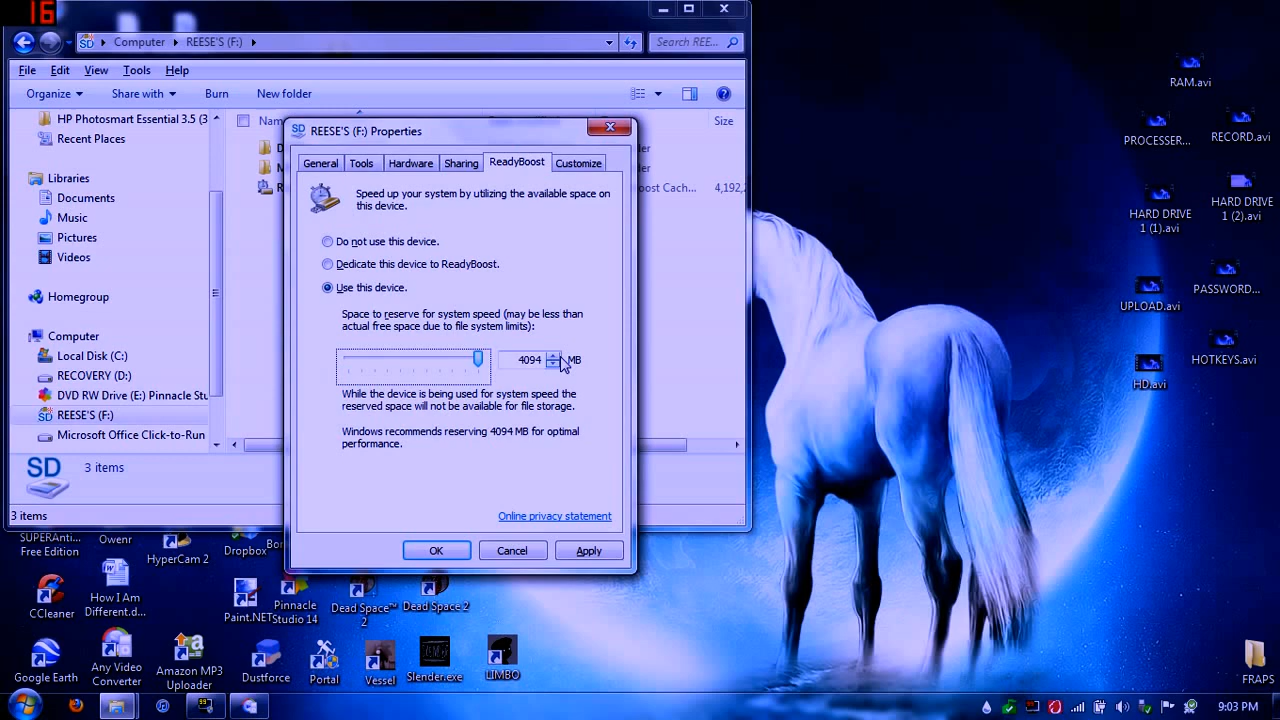 16
Computer
REESE'S (F:)
Search REE...
File Edit View Tools Help
Organize Share with Burn New folder
HP Photosmart Essential 3.5 (3
Recent Places
Libraries
Documents
Music
Pictures
Videos
Homegroup
Computer
Local Disk (C:)
RECOVERY (D:)
DVD RW Drive (E:) Pinnacle Stu
REESE'S (F:)
Microsoft Office Click-to-Run
Size
ost Cach...
4,192,
SD
3 items
3 items
SD
REESE'S (F:) Properties
General Tools Hardware Sharing ReadyBoost Customize
Speed up your system by utilizing the available space on
this device.
Do not use this device.
Dedicate this device to ReadyBoost.
Use this device.
Space to reserve for system speed (may be less than
actual free space due to file system limits):
4094 MB
While the device is being used for system speed the
reserved space will not be available for file storage.
Windows recommends reserving 4094 MB for optimal
performance.
Online privacy statement
OK Cancel Apply
RAM.avi
PROCESSER...
RECORD.avi
HARD DRIVE
1 (1).avi
HARD DRIVE
1 (2).avi
UPLOAD.avi
PASSWORD...
HD.avi
HOTKEYS.avi
SUPERAnti...
Free Edition
Owenr
HyperCam 2
Dropbox
CCleaner
How I Am
Different.d...
Paint.NET
Pinnacle
Studio 14
Dead Space™
2
Dead Space 2
Google Earth
Any Video
Converter
Amazon MP3
Uploader
Dustforce
Portal
Vessel
Slender.exe
LIMBO
FRAPS
9:03 PM